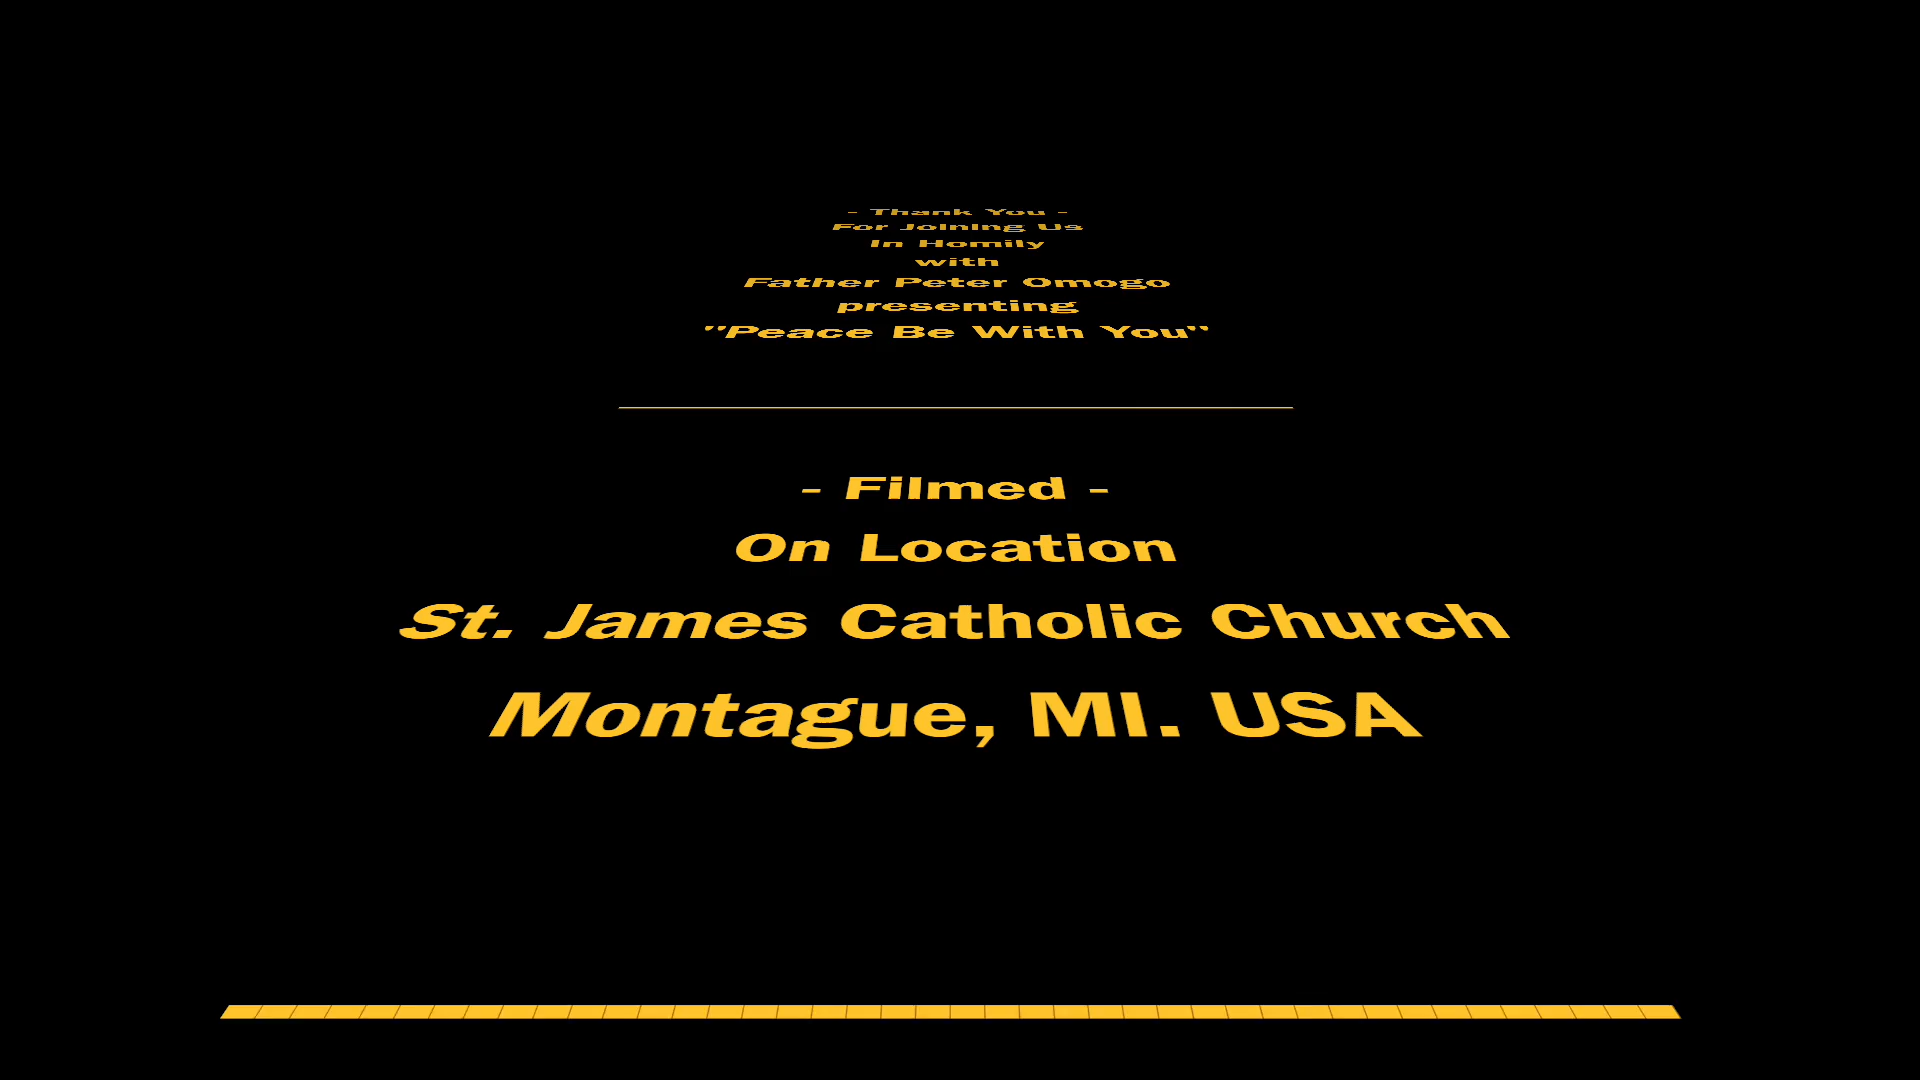 - Thank You -
For Joining Us
In Homily
with
Father Peter Omogo
presenting
"Peace Be With You"
- Filmed -
On Location
St. James Catholic Church
Montague, MI. USA